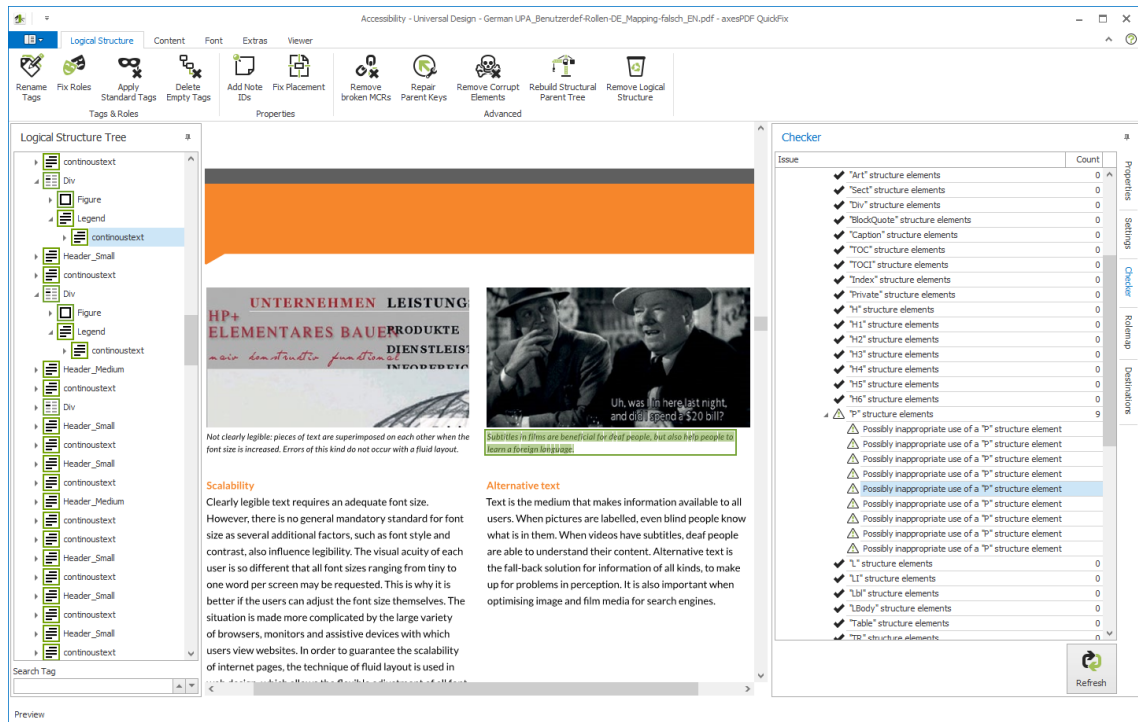 Accessibility - Universal Design - German UPA_Benutzerdef-Rollen-DE_Mapping-falsch_EN.pdf - axesPDF QuickFix
Logical Structure Content Font Extras Viewer
Rename Tags
Fix Roles
Apply Standard Tags
Delete Empty Tags
Add Note IDs
Fix Placement
Remove broken MCRs
Repair Parent Keys
Remove Corrupt Elements
Rebuild Structural Parent Tree
Remove Logical Structure
Tags & Roles
Properties
Advanced
Logical Structure Tree
continoustext
Div
Figure
Legend
continoustext
Header_Small
continoustext
Div
Figure
Legend
continoustext
Header_Medium
continoustext
Div
Header_Small
continoustext
Header_Small
continoustext
Header_Medium
continoustext
continoustext
Header_Small
continoustext
Header_Small
continoustext
Header_Small
continoustext
Search Tag
Preview
UNTERNEHMEN LEISTUNG
HP+
ELEMENTARES BAUEN
PRODUKTE
DIENSTLEIST
INFOBEREIC
Uh, was I in here last night,
and did I spend a $20 bill?
Not clearly legible: pieces of text are superimposed on each other when the
font size is increased. Errors of this kind do not occur with a fluid layout.
Subtitles in films are beneficial for deaf people, but also help people to
learn a foreign language.
Scalability
Clearly legible text requires an adequate font size.
However, there is no general mandatory standard for font
size as several additional factors, such as font style and
contrast, also influence legibility. The visual acuity of each
user is so different that all font sizes ranging from tiny to
one word per screen may be requested. This is why it is
better if the users can adjust the font size themselves. The
situation is made more complicated by the large variety
of browsers, monitors and assistive devices with which
users view websites. In order to guarantee the scalability
of internet pages, the technique of fluid layout is used in
Alternative text
Text is the medium that makes information available to all
users. When pictures are labelled, even blind people know
what is in them. When videos have subtitles, deaf people
are able to understand their content. Alternative text is
the fall-back solution for information of all kinds, to make
up for problems in perception. It is also important when
optimising image and film media for search engines.
Checker
Issue Count
"Art" structure elements 0
"Sect" structure elements 0
"Div" structure elements 0
"BlockQuote" structure elements 0
"Caption" structure elements 0
"TOC" structure elements 0
"TOCI" structure elements 0
"Index" structure elements 0
"Private" structure elements 0
"H" structure elements 0
"H1" structure elements 0
"H2" structure elements 0
"H3" structure elements 0
"H4" structure elements 0
"H5" structure elements 0
"H6" structure elements 0
"P" structure elements 9
Possibly inappropriate use of a "P" structure element
Possibly inappropriate use of a "P" structure element
Possibly inappropriate use of a "P" structure element
Possibly inappropriate use of a "P" structure element
Possibly inappropriate use of a "P" structure element
Possibly inappropriate use of a "P" structure element
Possibly inappropriate use of a "P" structure element
Possibly inappropriate use of a "P" structure element
Possibly inappropriate use of a "P" structure element
"L" structure elements 0
"LI" structure elements 0
"Lbl" structure elements 0
"LBody" structure elements 0
"Table" structure elements 0
"TR" structure elements 0
Refresh
Properties
Settings
Checker
Rolemap
Destinations